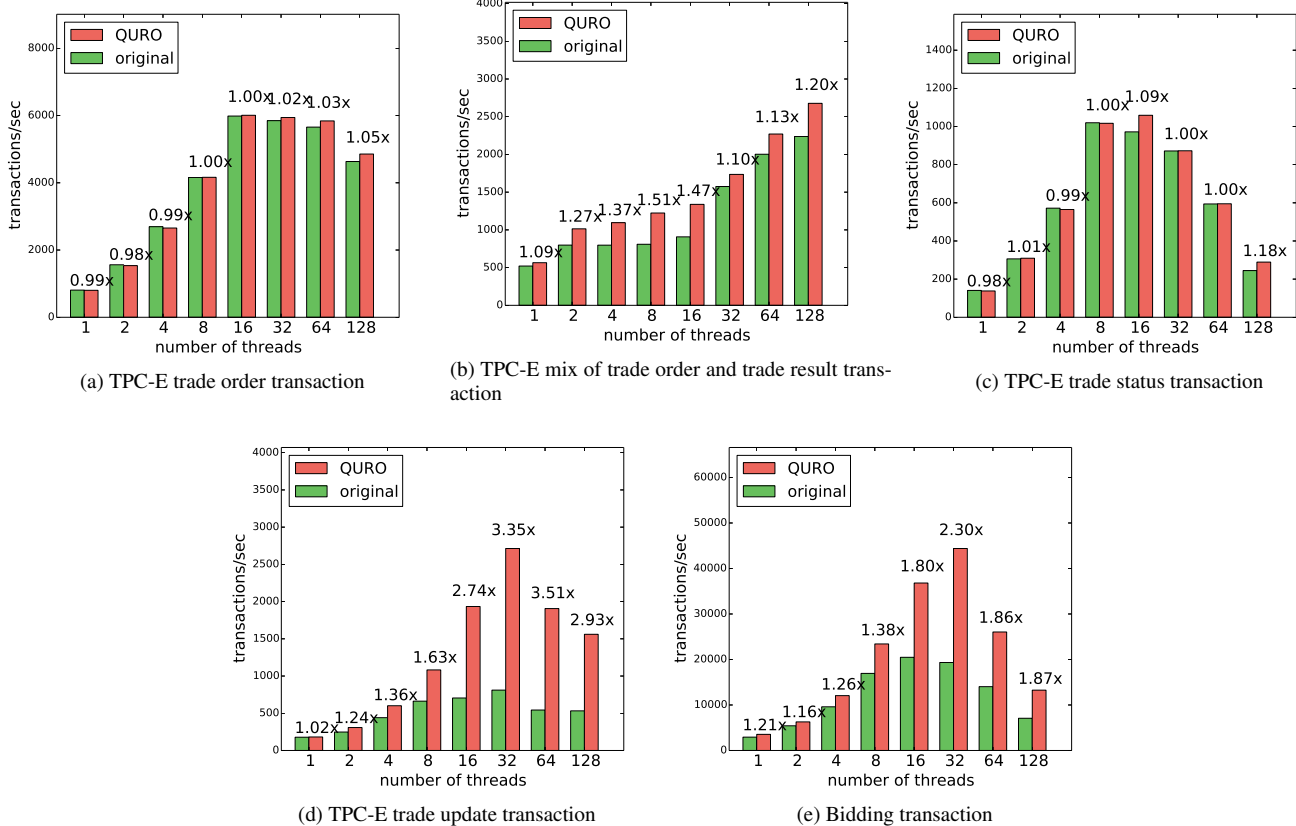 8000
6000
4000
2000
0
transactions/sec
QURO
original
0.99x
0.98x
0.99x
1.00x
1.00x
1.02x
1.03x
1.05x
1 2 4 8 16 32 64 128
number of threads
(a) TPC-E trade order transaction
4000
3500
3000
2500
2000
1500
1000
500
0
transactions/sec
QURO
original
1.09x
1.27x
1.37x
1.51x
1.47x
1.10x
1.13x
1.20x
1 2 4 8 16 32 64 128
number of threads
(b) TPC-E mix of trade order and trade result trans-
action
1400
1200
1000
800
600
400
200
0
transactions/sec
QURO
original
0.98x
1.01x
0.99x
1.00x
1.09x
1.00x
1.00x
1.18x
1 2 4 8 16 32 64 128
number of threads
(c) TPC-E trade status transaction
4000
3500
3000
2500
2000
1500
1000
500
0
transactions/sec
QURO
original
1.02x
1.24x
1.36x
1.63x
2.74x
3.35x
3.51x
2.93x
1 2 4 8 16 32 64 128
number of threads
(d) TPC-E trade update transaction
60000
50000
40000
30000
20000
10000
0
transactions/sec
QURO
original
1.21x
1.16x
1.26x
1.38x
1.80x
2.30x
1.86x
1.87x
1 2 4 8 16 32 64 128
number of threads
(e) Bidding transaction